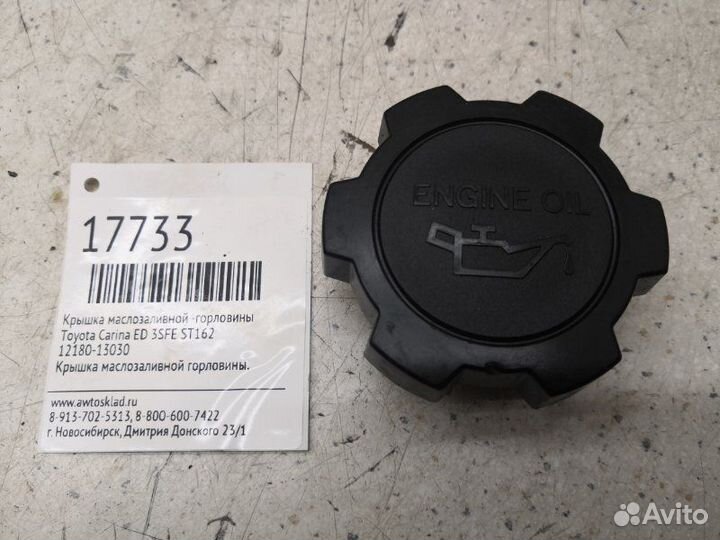 17733
Крышка маслозаливной -горловины
Toyota Carina ED 3SFE ST162
12180-13030
Крышка маслозаливной горловины.
www.awtosklad.ru
8-913-702-5313, 8-800-600-7422
г. Новосибирск, Дмитрия Донского 23/1
ENGINE OIL
Avito